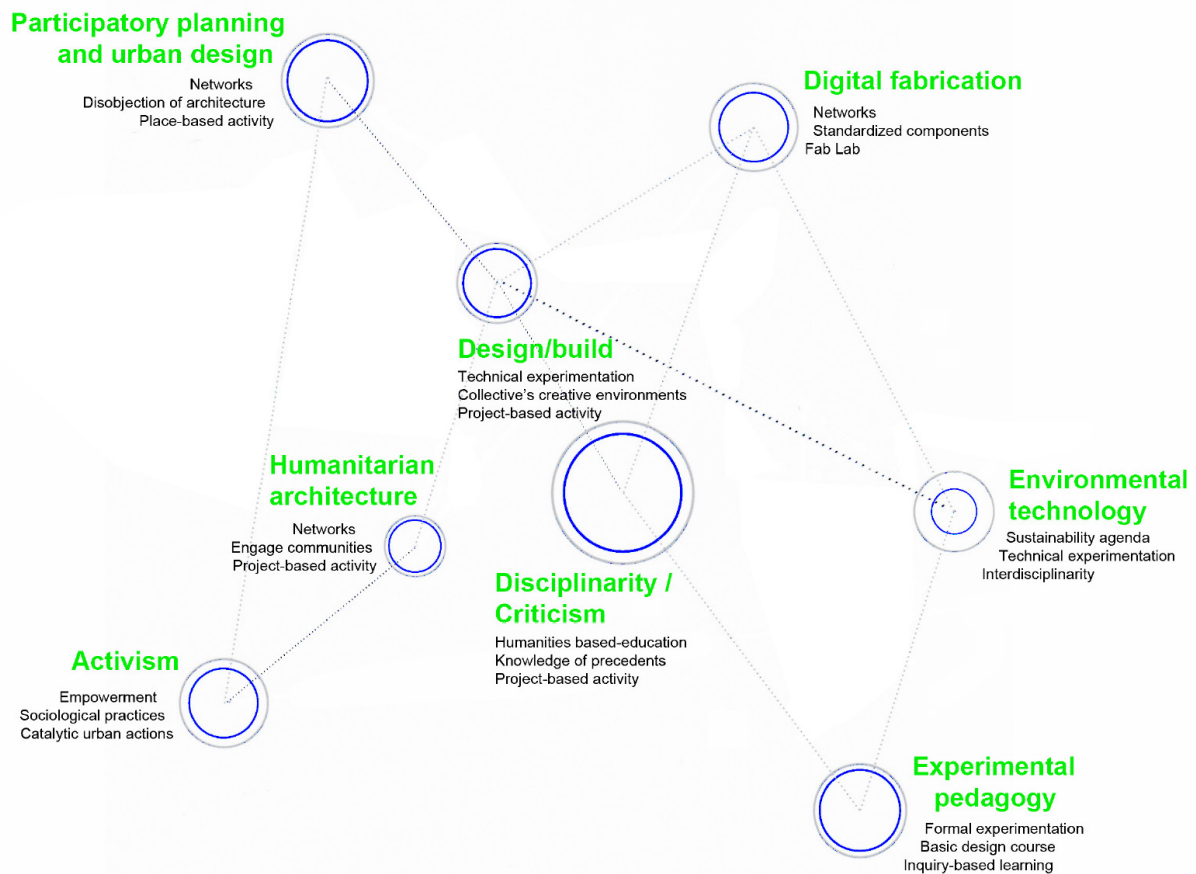 Participatory planning
and urban design
Networks
Disobjection of architecture
Place-based activity
Digital fabrication
Networks
Standardized components
Fab Lab
Design/build
Technical experimentation
Collective's creative environments
Project-based activity
Humanitarian
architecture
Networks
Engage communities
Project-based activity
Environmental
technology
Sustainability agenda
Technical experimentation
Interdisciplinarity
Disciplinarity /
Criticism
Humanities based-education
Knowledge of precedents
Project-based activity
Activism
Empowerment
Sociological practices
Catalytic urban actions
Experimental
pedagogy
Formal experimentation
Basic design course
Inquiry-based learning